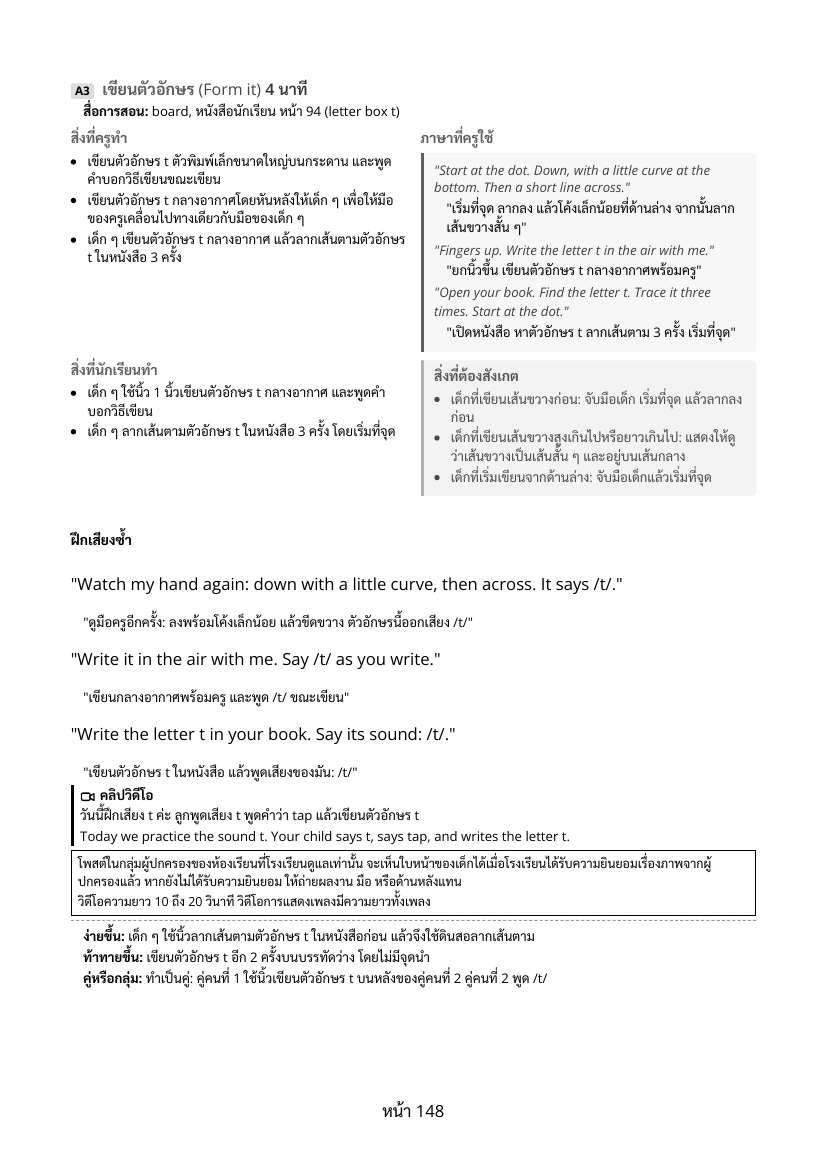 A3 เขียนตัวอักษร (Form it) 4 นาที
สื่อการสอน: board, หนังสือนักเรียน หน้า 94 (letter box t)
สิ่งที่ครูทำ
เขียนตัวอักษร t ตัวพิมพ์เล็กขนาดใหญ่บนกระดาน และพูด
คำบอกวิธีเขียนขณะเขียน
เขียนตัวอักษร t กลางอากาศโดยหันหลังให้เด็ก ๆ เพื่อให้มือ
ของครูเคลื่อนไปทางเดียวกับมือของเด็ก ๆ
เด็ก ๆ เขียนตัวอักษร t กลางอากาศ แล้วลากเส้นตามตัวอักษร
t ในหนังสือ 3 ครั้ง
ภาษาที่ครูใช้
"Start at the dot. Down, with a little curve at the
bottom. Then a short line across."
"เริ่มที่จุด ลากลง แล้วโค้งเล็กน้อยที่ด้านล่าง จากนั้นลาก
เส้นขวางสั้น ๆ"
"Fingers up. Write the letter t in the air with me."
"ยกนิ้วขึ้น เขียนตัวอักษร t กลางอากาศพร้อมครู"
"Open your book. Find the letter t. Trace it three
times. Start at the dot."
"เปิดหนังสือ หาตัวอักษร t ลากเส้นตาม 3 ครั้ง เริ่มที่จุด"
สิ่งที่นักเรียนทำ
เด็ก ๆ ใช้นิ้ว 1 นิ้วเขียนตัวอักษร t กลางอากาศ และพูดคำ
บอกวิธีเขียน
เด็ก ๆ ลากเส้นตามตัวอักษร t ในหนังสือ 3 ครั้ง โดยเริ่มที่จุด
สิ่งที่ต้องสังเกต
เด็กที่เขียนเส้นขวางก่อน: จับมือเด็ก เริ่มที่จุด แล้วลากลง
ก่อน
เด็กที่เขียนเส้นขวางสูงเกินไปหรือยาวเกินไป: แสดงให้ดู
ว่าเส้นขวางเป็นเส้นสั้น ๆ และอยู่บนเส้นกลาง
เด็กที่เริ่มเขียนจากด้านล่าง: จับมือเด็กแล้วเริ่มที่จุด
ฝึกเสียงซ้ำ
"Watch my hand again: down with a little curve, then across. It says /t/."
"ดูมือครูอีกครั้ง: ลงพร้อมโค้งเล็กน้อย แล้วขีดขวาง ตัวอักษรนี้ออกเสียง /t/"
"Write it in the air with me. Say /t/ as you write."
"เขียนกลางอากาศพร้อมครู และพูด /t/ ขณะเขียน"
"Write the letter t in your book. Say its sound: /t/."
"เขียนตัวอักษร t ในหนังสือ แล้วพูดเสียงของมัน: /t/"
คลิปวิดีโอ
วันนี้ฝึกเสียง t ค่ะ ลูกพูดเสียง t พูดคำว่า tap แล้วเขียนตัวอักษร t
Today we practice the sound t. Your child says t, says tap, and writes the letter t.
โพสต์ในกลุ่มผู้ปกครองของห้องเรียนที่โรงเรียนดูแลเท่านั้น จะเห็นใบหน้าของเด็กได้เมื่อโรงเรียนได้รับความยินยอมเรื่องภาพจากผู้
ปกครองแล้ว หากยังไม่ได้รับความยินยอม ให้ถ่ายผลงาน มือ หรือด้านหลังแทน
วิดีโอความยาว 10 ถึง 20 วินาที วิดีโอการแสดงเพลงมีความยาวทั้งเพลง
ง่ายขึ้น: เด็ก ๆ ใช้นิ้วลากเส้นตามตัวอักษร t ในหนังสือก่อน แล้วจึงใช้ดินสอลากเส้นตาม
ท้าทายขึ้น: เขียนตัวอักษร t อีก 2 ครั้งบนบรรทัดว่าง โดยไม่มีจุดนำ
คู่หรือกลุ่ม: ทำเป็นคู่: คู่คนที่ 1 ใช้นิ้วเขียนตัวอักษร t บนหลังของคู่คนที่ 2 คู่คนที่ 2 พูด /t/
หน้า 148